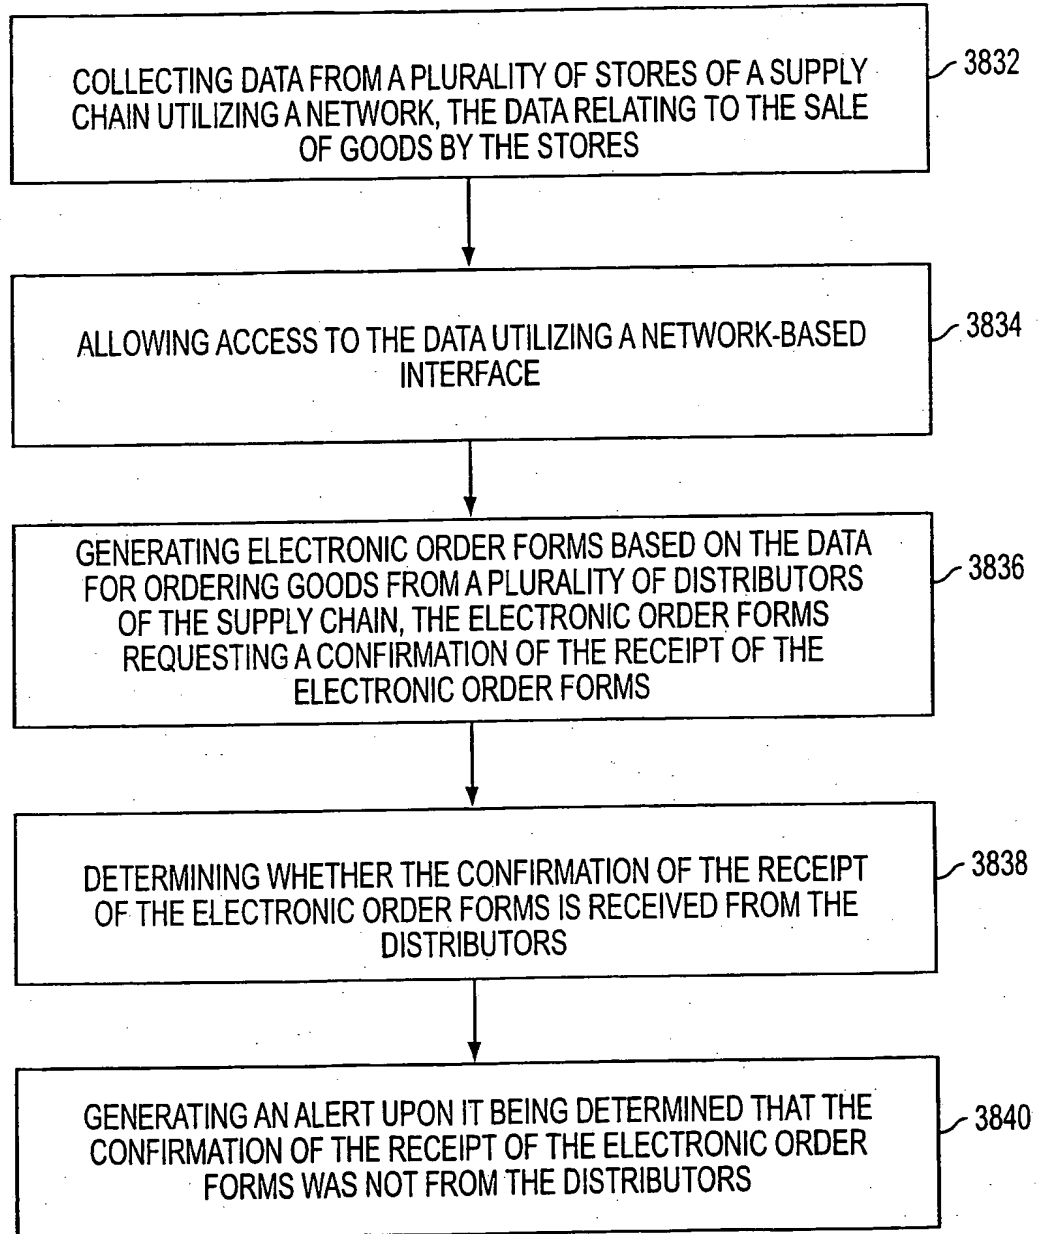 COLLECTING DATA FROM A PLURALITY OF STORES OF A SUPPLY
CHAIN UTILIZING A NETWORK, THE DATA RELATING TO THE SALE
OF GOODS BY THE STORES
3832
ALLOWING ACCESS TO THE DATA UTILIZING A NETWORK-BASED
INTERFACE
3834
GENERATING ELECTRONIC ORDER FORMS BASED ON THE DATA
FOR ORDERING GOODS FROM A PLURALITY OF DISTRIBUTORS
OF THE SUPPLY CHAIN, THE ELECTRONIC ORDER FORMS
REQUESTING A CONFIRMATION OF THE RECEIPT OF THE
ELECTRONIC ORDER FORMS
3836
DETERMINING WHETHER THE CONFIRMATION OF THE RECEIPT
OF THE ELECTRONIC ORDER FORMS IS RECEIVED FROM THE
DISTRIBUTORS
3838
GENERATING AN ALERT UPON IT BEING DETERMINED THAT THE
CONFIRMATION OF THE RECEIPT OF THE ELECTRONIC ORDER
FORMS WAS NOT FROM THE DISTRIBUTORS
3840